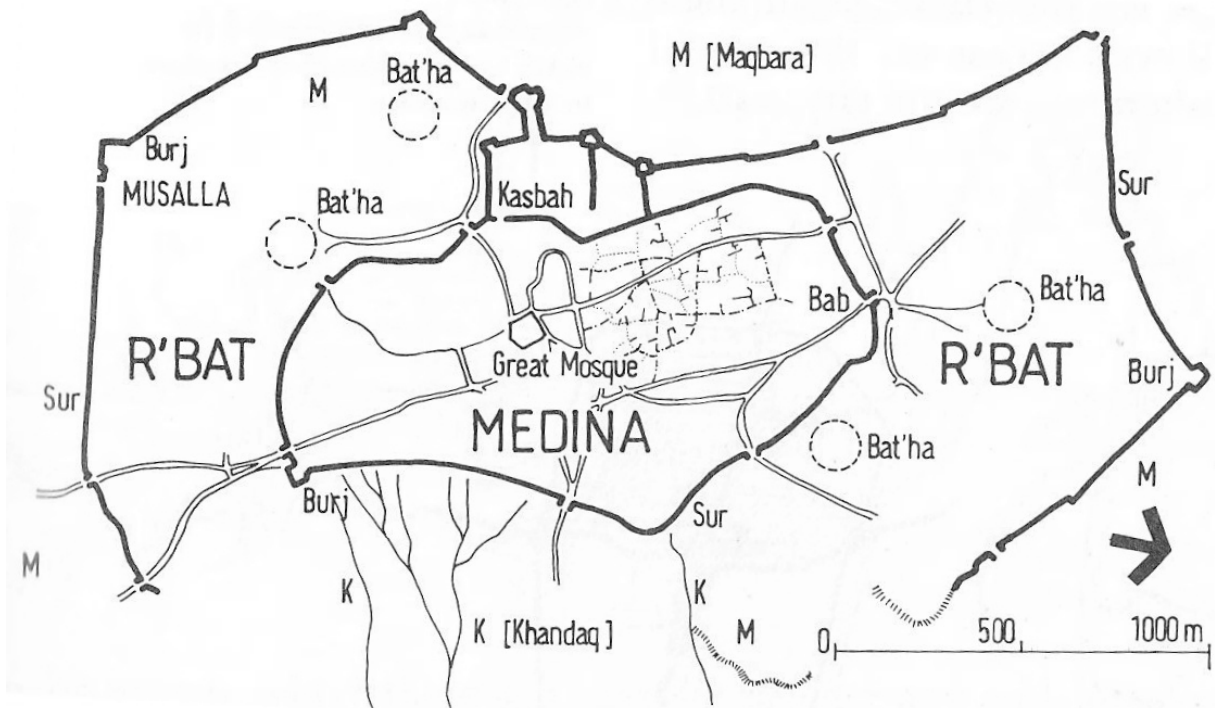 M [Maqbara]
Bat'ha
M
Burj
MUSALLA
Kasbah
Sur
Bat'ha
Bab
Bat'ha
R'BAT
Great Mosque
R'BAT
Burj
Sur
MEDINA
Bat'ha
M
Burj
Sur
M
K
K
K [Khandaq]
M
0 500 1000 m